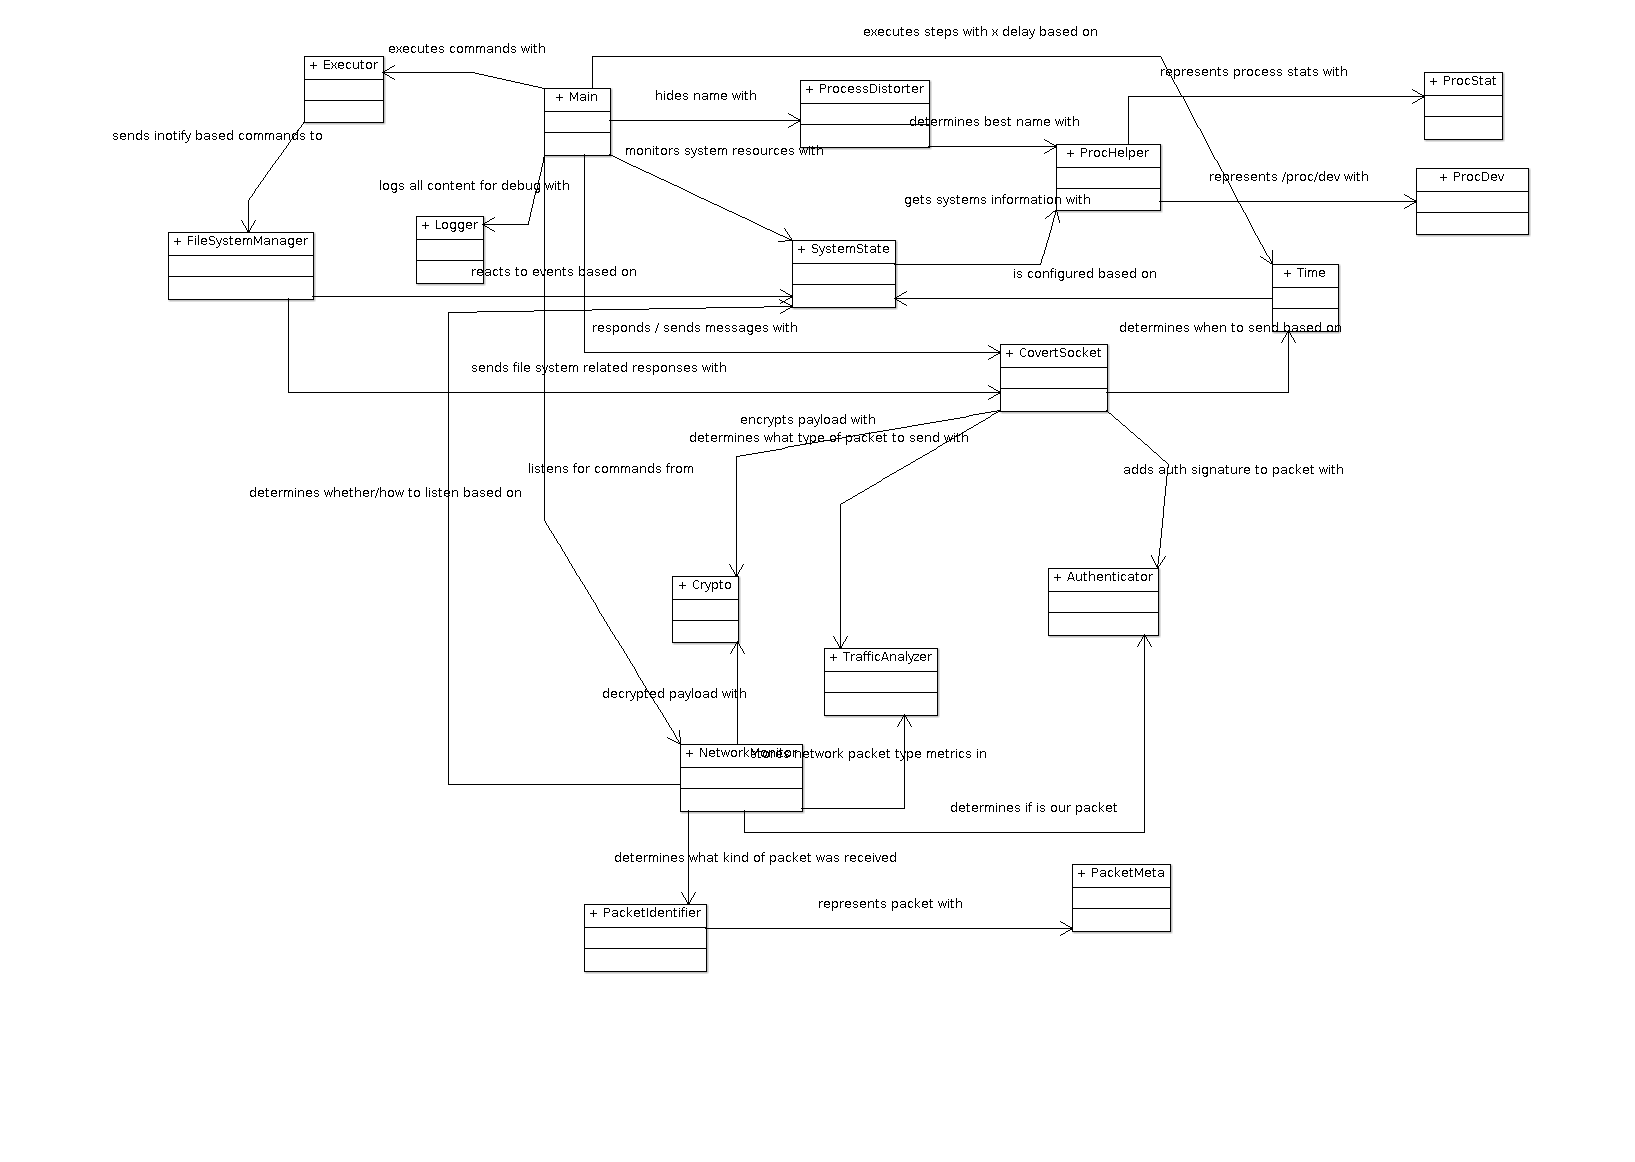 executes steps with x delay based on
executes commands with
+ Executor
represents process stats with
+ ProcStat
+ Main
hides name with
+ ProcessDistorter
determines best name with
sends inotify based commands to
monitors system resources with
+ ProcHelper
represents /proc/dev with
+ ProcDev
logs all content for debug with
gets systems information with
+ Logger
+ FileSystemManager
+ SystemState
reacts to events based on
is configured based on
+ Time
responds / sends messages with
determines when to send based on
+ CovertSocket
sends file system related responses with
encrypts payload with
determines what type of packet to send with
listens for commands from
adds auth signature to packet with
determines whether/how to listen based on
+ Crypto
+ Authenticator
+ TrafficAnalyzer
decrypted payload with
+ NetworkMonitor
stores network packet type metrics in
determines if is our packet
determines what kind of packet was received
+ PacketMeta
represents packet with
+ PacketIdentifier